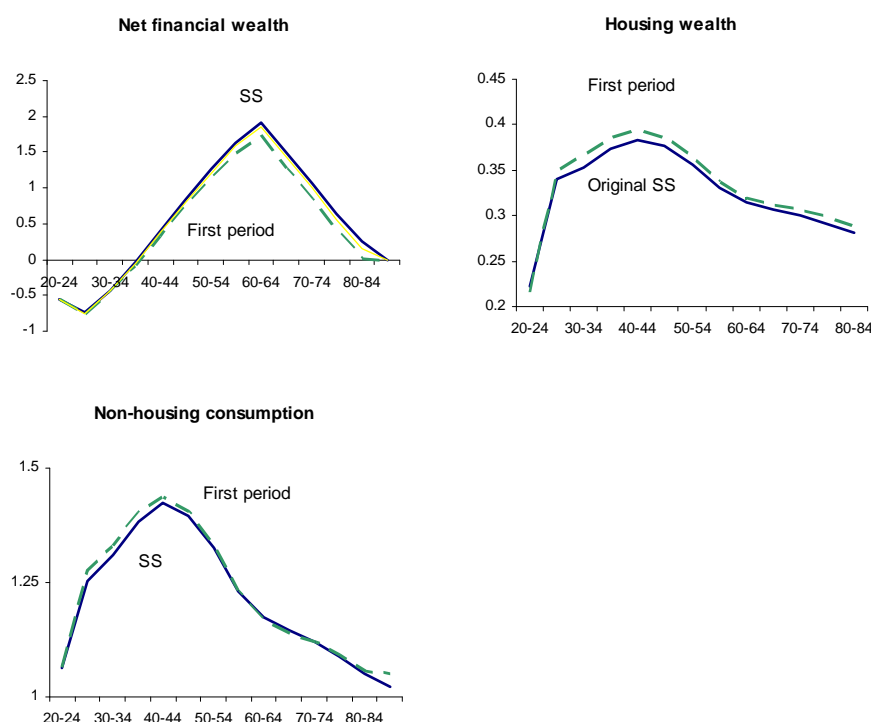 Net financial wealth
2.5
2
1.5
1
0.5
0
-0.5
-1
SS
First period
20-24 30-34 40-44 50-54 60-64 70-74 80-84
Housing wealth
0.45
0.4
0.35
0.3
0.25
0.2
First period
Original SS
20-24 30-34 40-44 50-54 60-64 70-74 80-84
Non-housing consumption
1.5
1.25
1
First period
SS
20-24 30-34 40-44 50-54 60-64 70-74 80-84